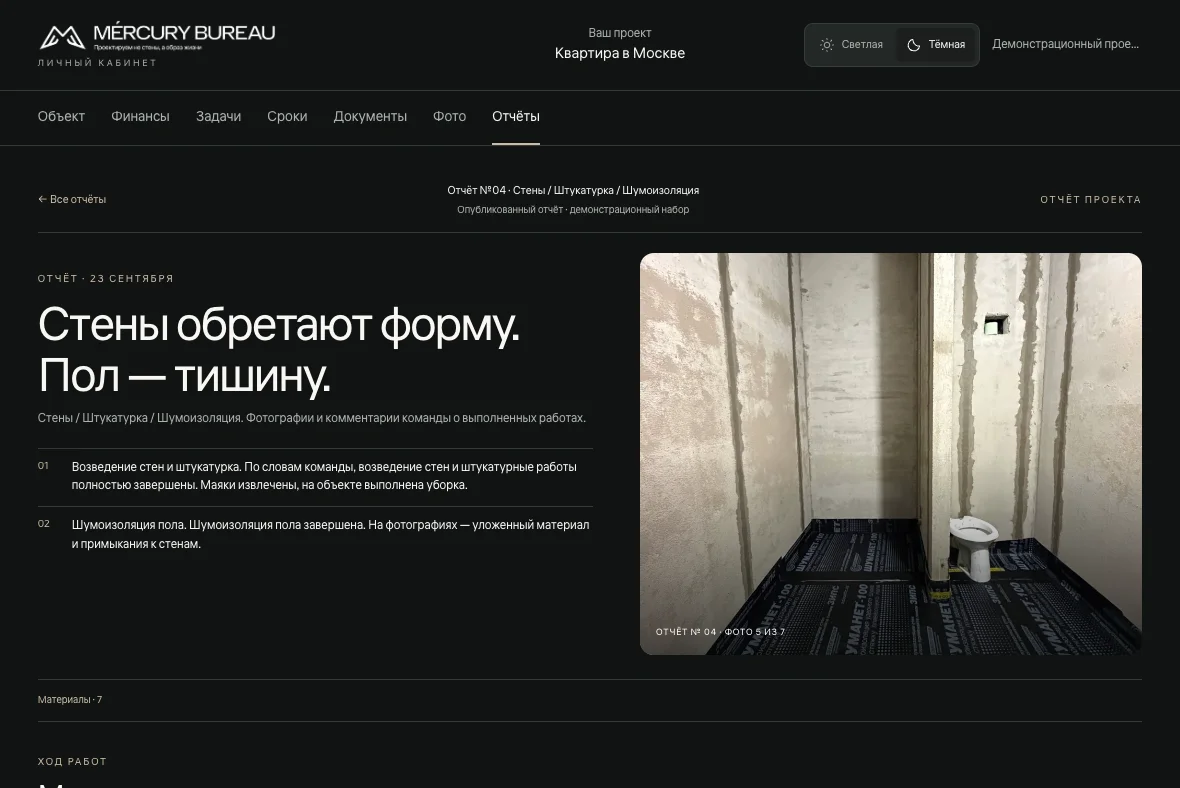 MÉRCURY BUREAU
Проектируем не стены, а образ жизни
ЛИЧНЫЙ КАБИНЕТ
Ваш проект
Квартира в Москве
Светлая
Тёмная
Демонстрационный прое...
Объект
Финансы
Задачи
Сроки
Документы
Фото
Отчёты
← Все отчёты
Отчёт №04 · Стены / Штукатурка / Шумоизоляция
Опубликованный отчёт · демонстрационный набор
ОТЧЁТ ПРОЕКТА
ОТЧЁТ · 23 СЕНТЯБРЯ
Стены обретают форму.
Пол — тишину.
Стены / Штукатурка / Шумоизоляция. Фотографии и комментарии команды о выполненных работах.
01
Возведение стен и штукатурка. По словам команды, возведение стен и штукатурные работы
полностью завершены. Маяки извлечены, на объекте выполнена уборка.
02
Шумоизоляция пола. Шумоизоляция пола завершена. На фотографиях — уложенный материал
и примыкания к стенам.
ШУМАНЕТ-100
ЗИПС
ОТЧЁТ № 04 · ФОТО 5 ИЗ 7
Материалы · 7
ХОД РАБОТ